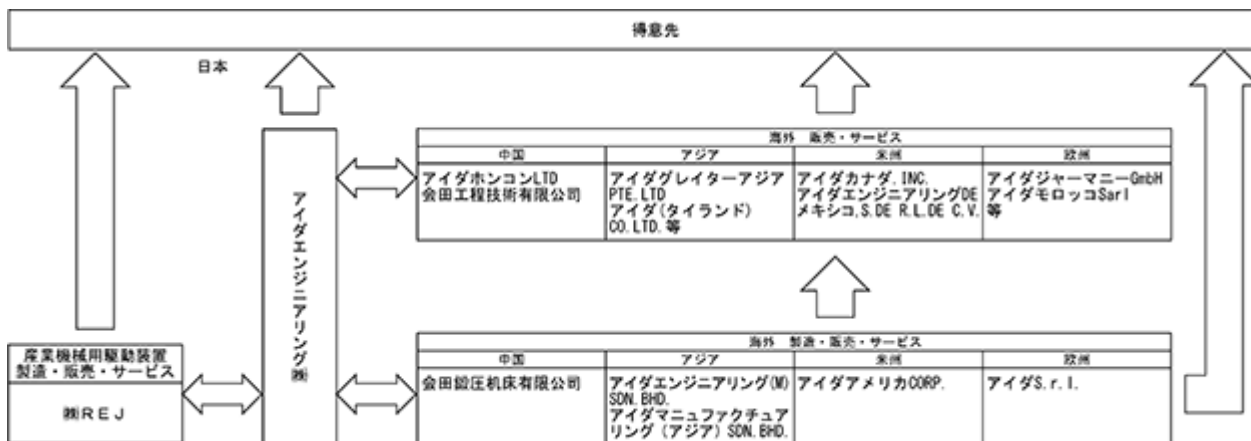 得意先
日本
アイダエンジニアリング㈱
海外 販売・サービス
中国
アジア
米州
欧州
アイダホンコンLTD
会田工程技術有限公司
アイダグレイターアジア
PTE.LTD
アイダ(タイランド)
CO.LTD.等
アイダカナダ.INC.
アイダエンジニアリングDE
メキシコ,S.DE R.L.DE C.V.
アイダジャーマニーGmbH
アイダモロッコSarl
等
産業機械用駆動装置
製造・販売・サービス
㈱REJ
海外 製造・販売・サービス
中国
アジア
米州
欧州
会田鍛圧机床有限公司
アイダエンジニアリング(M)
SDN.BHD.
アイダマニュファクチュア
リング (アジア) SDN.BHD.
アイダアメリカCORP.
アイダS.r.l.